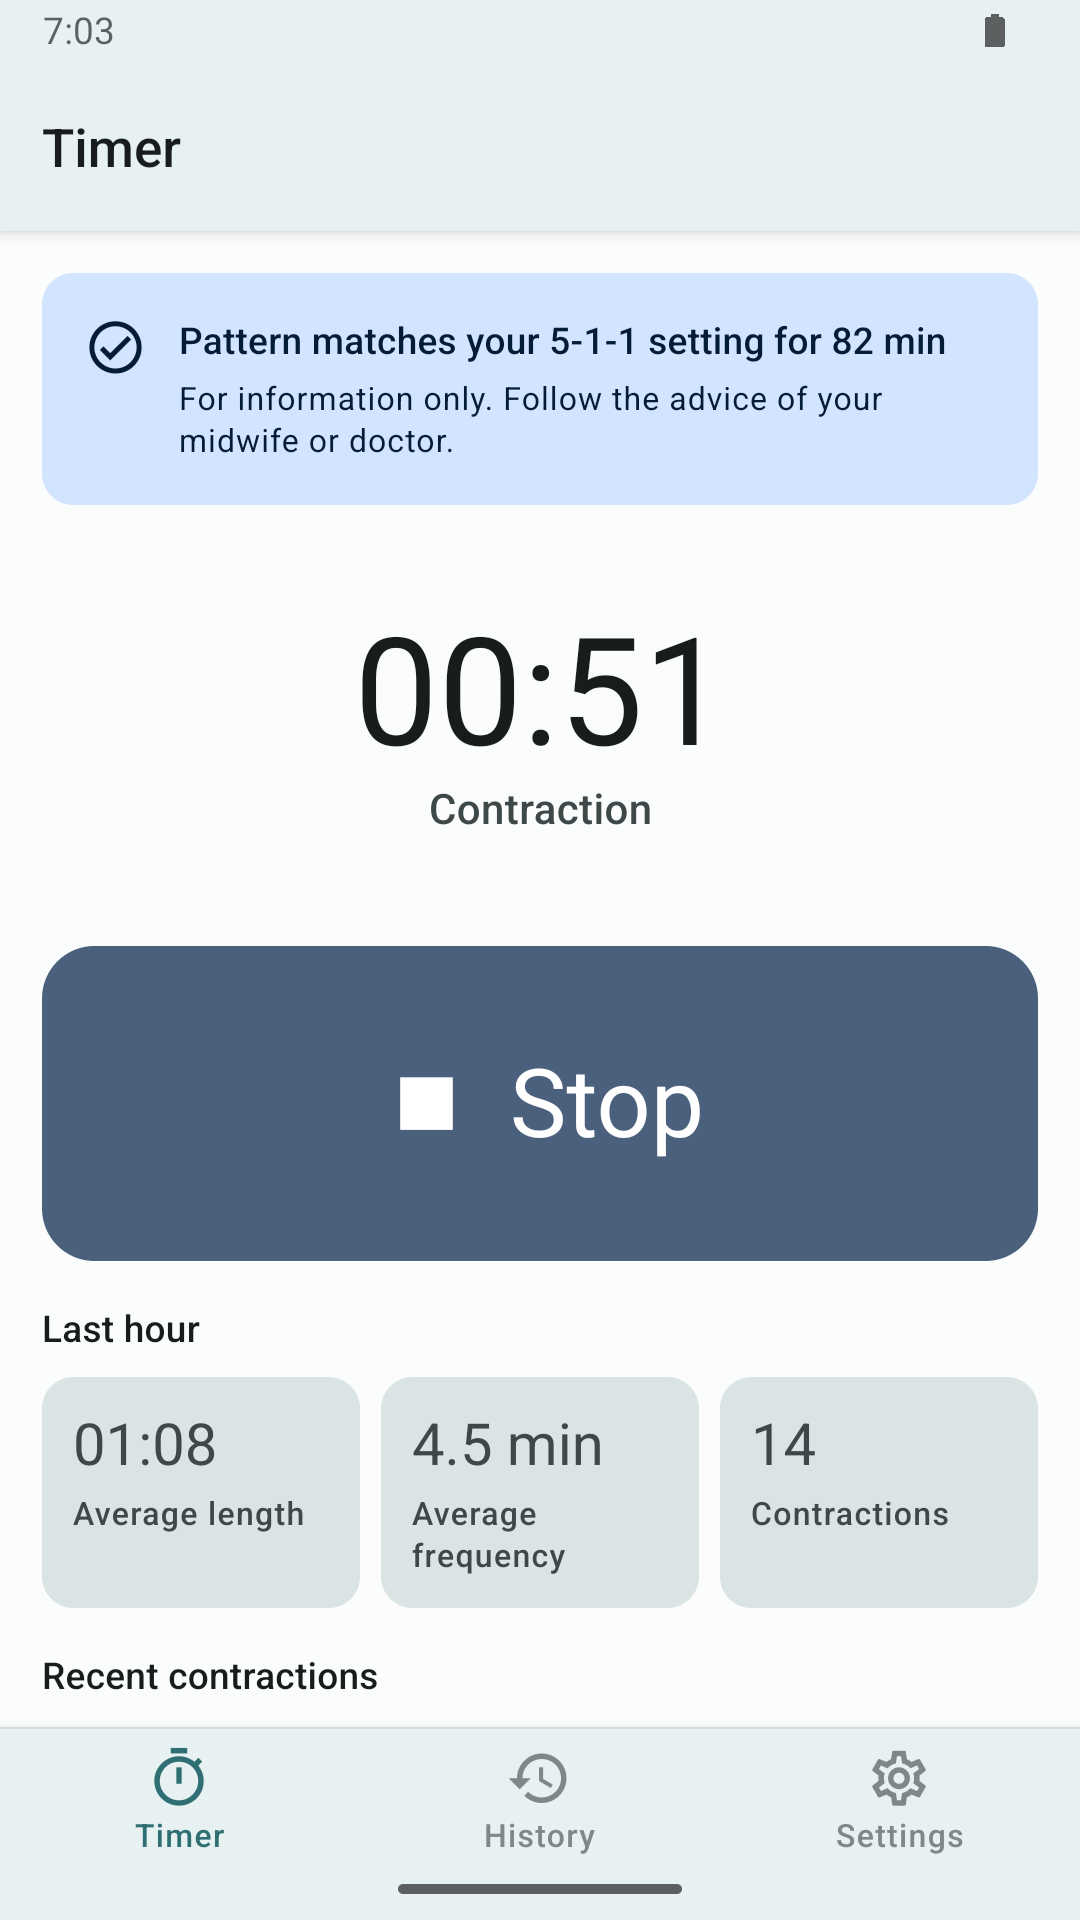 7:03
Timer
Pattern matches your 5-1-1 setting for 82 min
For information only. Follow the advice of your
midwife or doctor.
00:51
Contraction
Stop
Last hour
01:08
Average length
4.5 min
Average
frequency
14
Contractions
Recent contractions
Timer
History
Settings